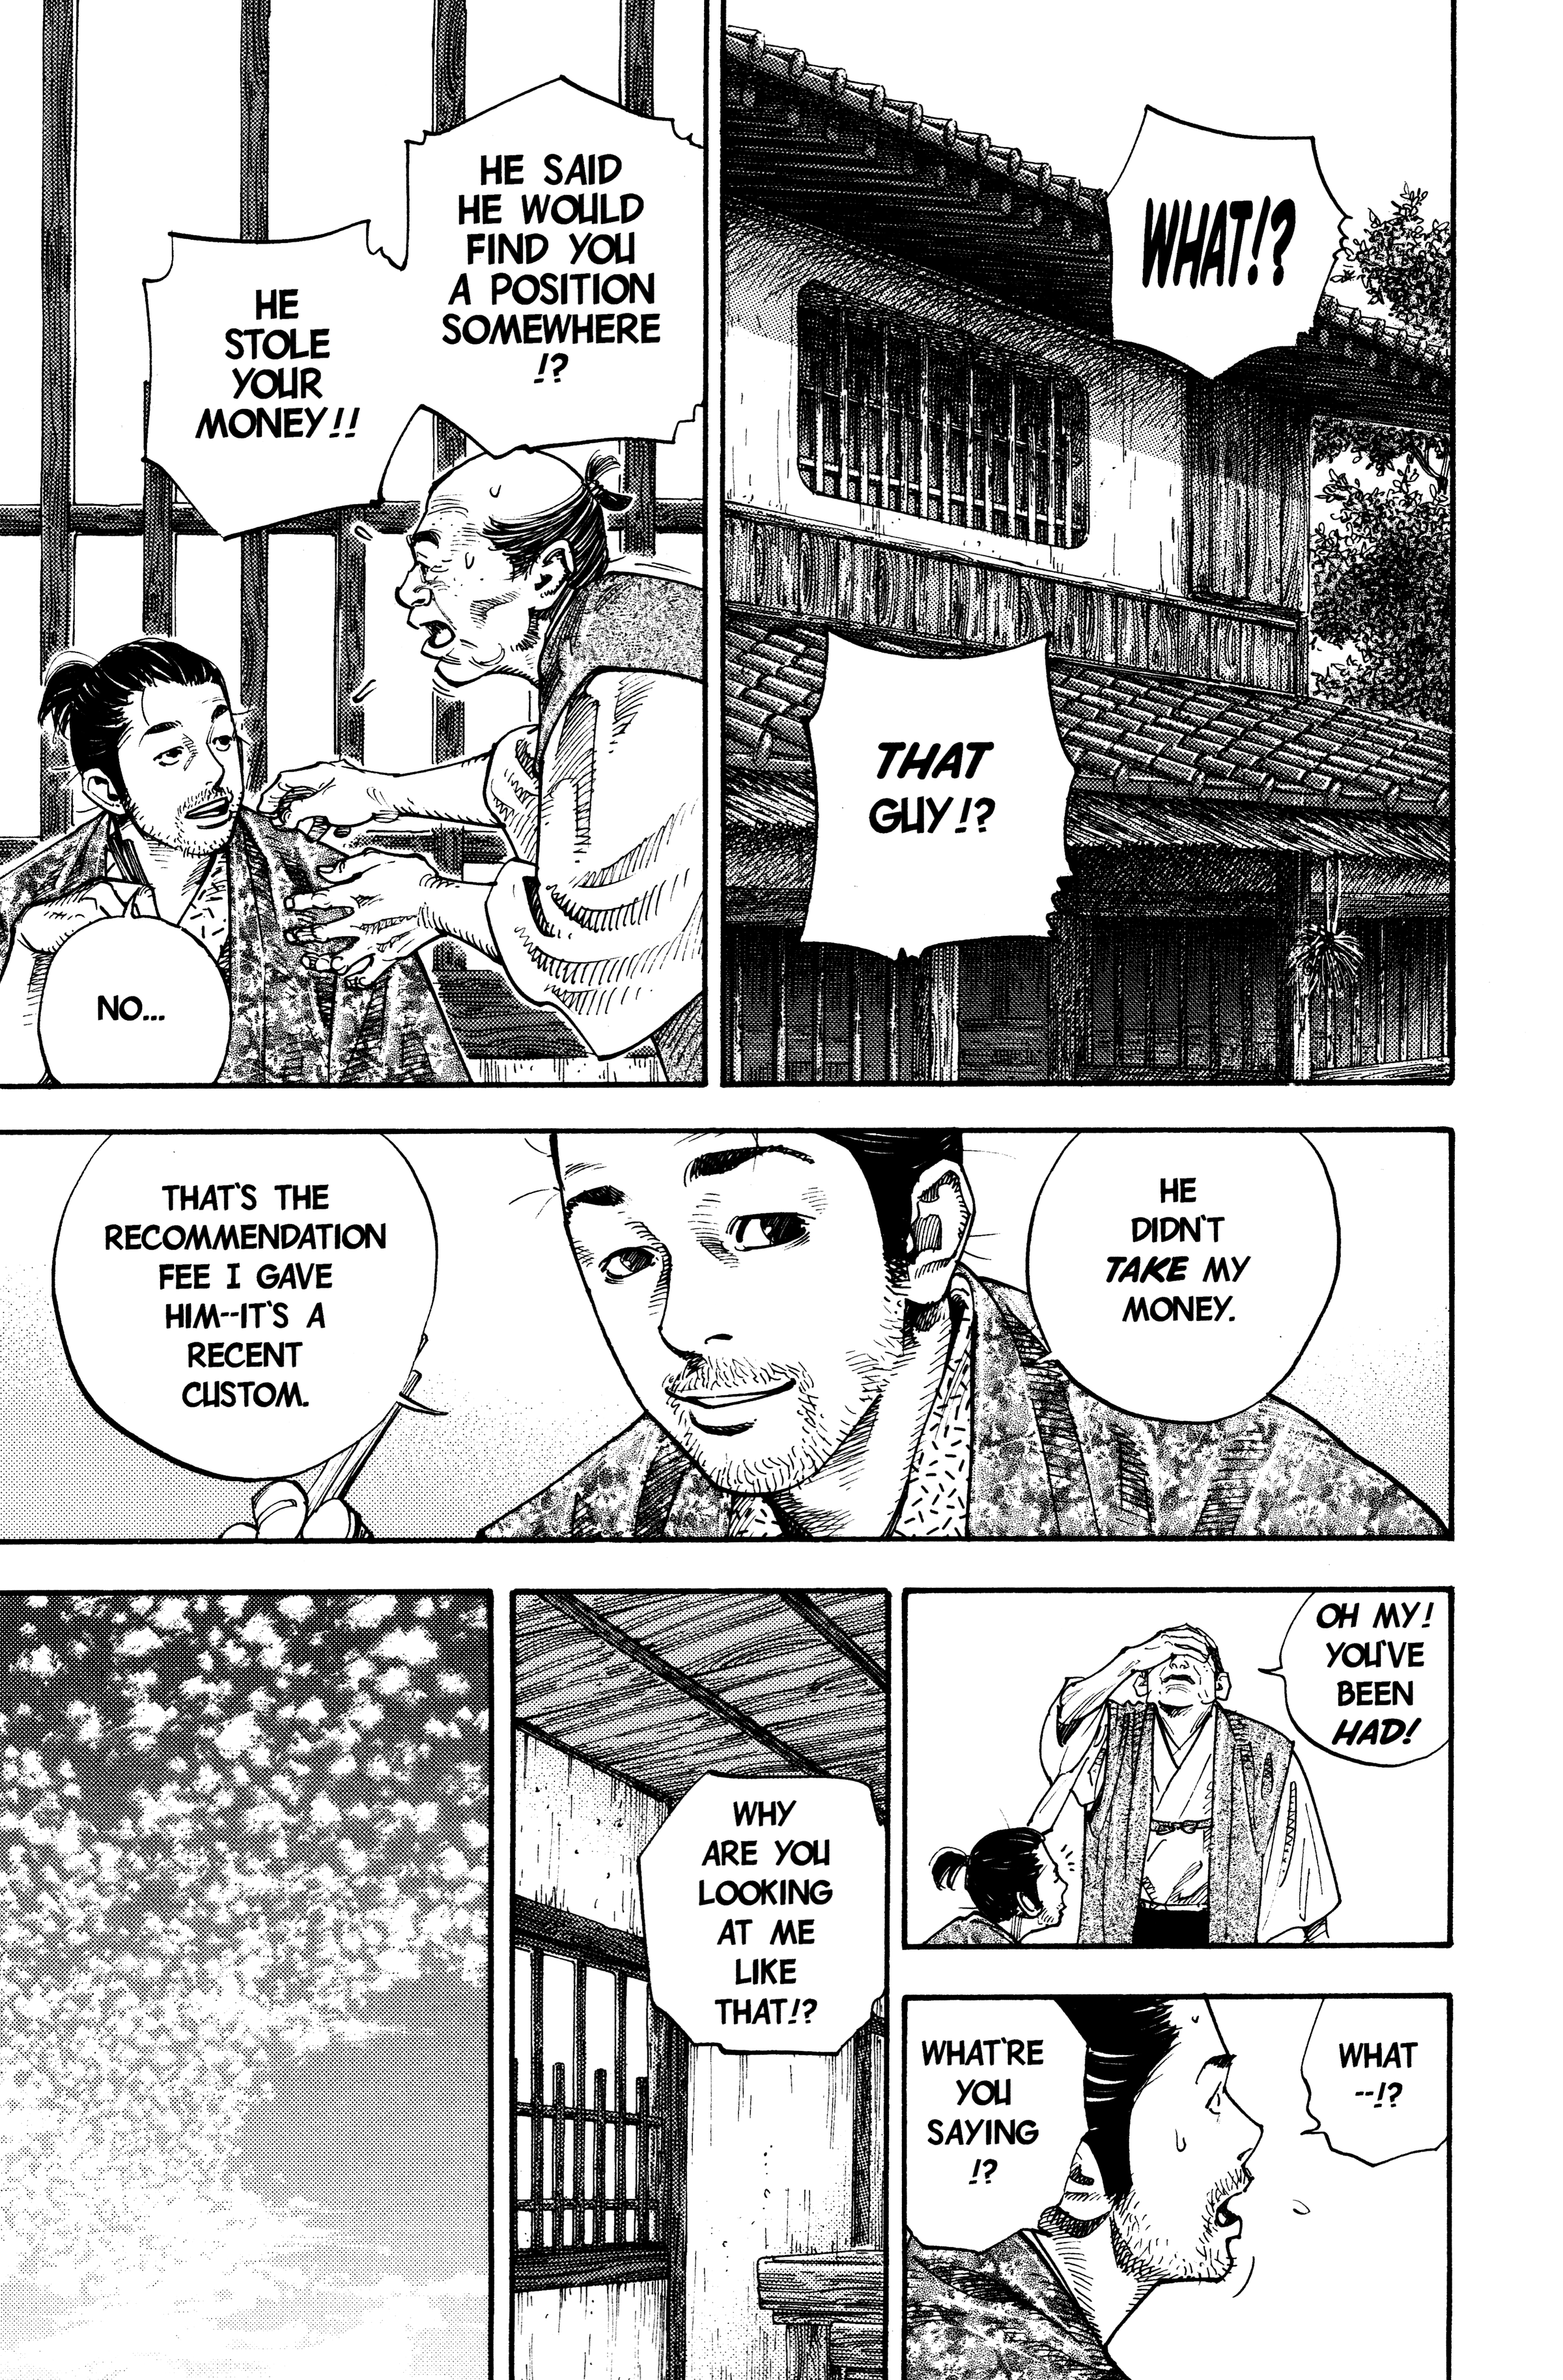 WHAT!?
THAT
GUY!?
HE SAID
HE WOULD
FIND YOU
A POSITION
SOMEWHERE
!?
HE
STOLE
YOUR
MONEY!!
NO...
HE
DIDN'T
TAKE MY
MONEY.
THAT'S THE
RECOMMENDATION
FEE I GAVE
HIM--IT'S A
RECENT
CUSTOM.
OH MY!
YOU'VE
BEEN
HAD!
WHAT
--!?
WHAT'RE
YOU
SAYING
!?
WHY
ARE YOU
LOOKING
AT ME
LIKE
THAT!?